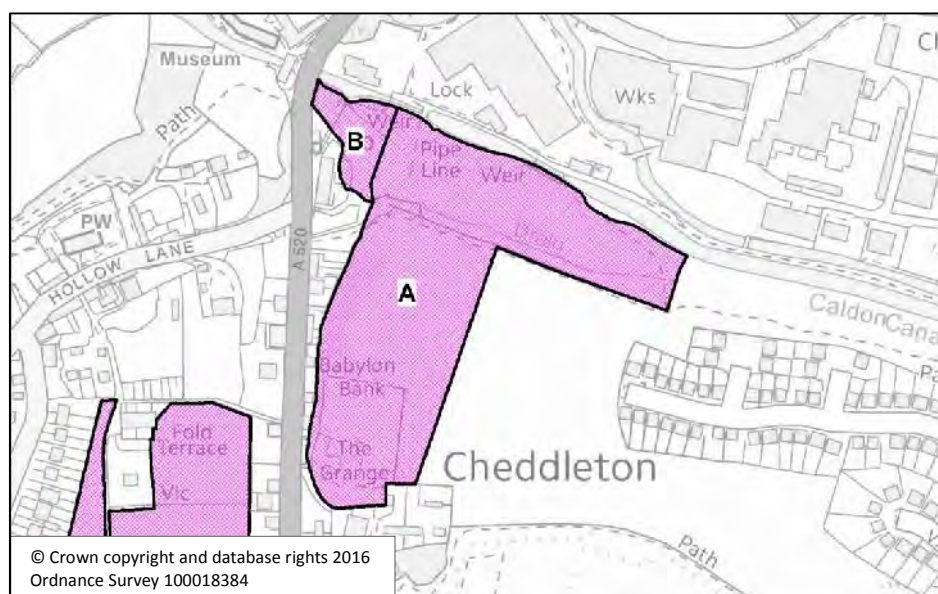 Museum
Path
Lock
Wks
Weir
B
Pipe
Line
Weir
PW
HOLLOW LANE
A 520
Drain
A
Caldon Canal
Babylon
Bank
Fold
Terrace
The
Grange
Cheddleton
Vic
Path
© Crown copyright and database rights 2016
Ordnance Survey 100018384